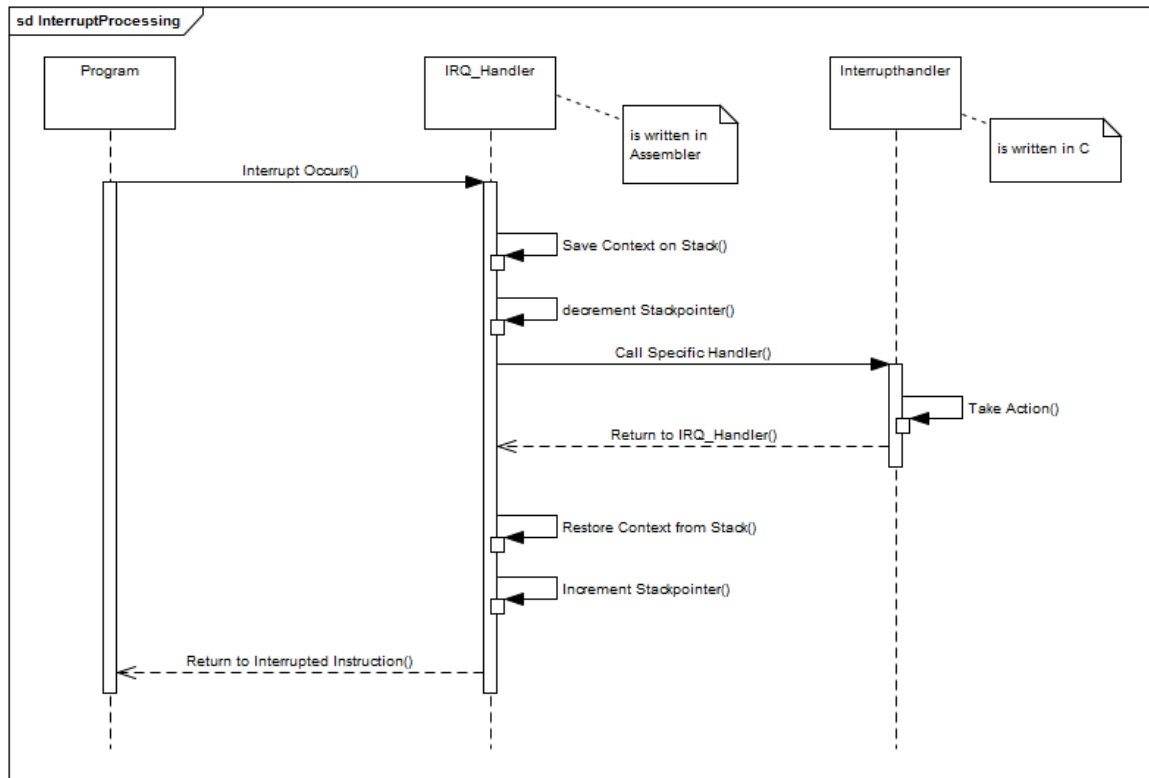 sd InterruptProcessing
Program
IRQ_Handler
Interrupthandler
is written in
Assembler
is written in C
Interrupt Occurs()
Save Context on Stack()
decrement Stackpointer()
Call Specific Handler()
Take Action()
Return to IRQ_Handler()
Restore Context from Stack()
Increment Stackpointer()
Return to Interrupted Instruction()